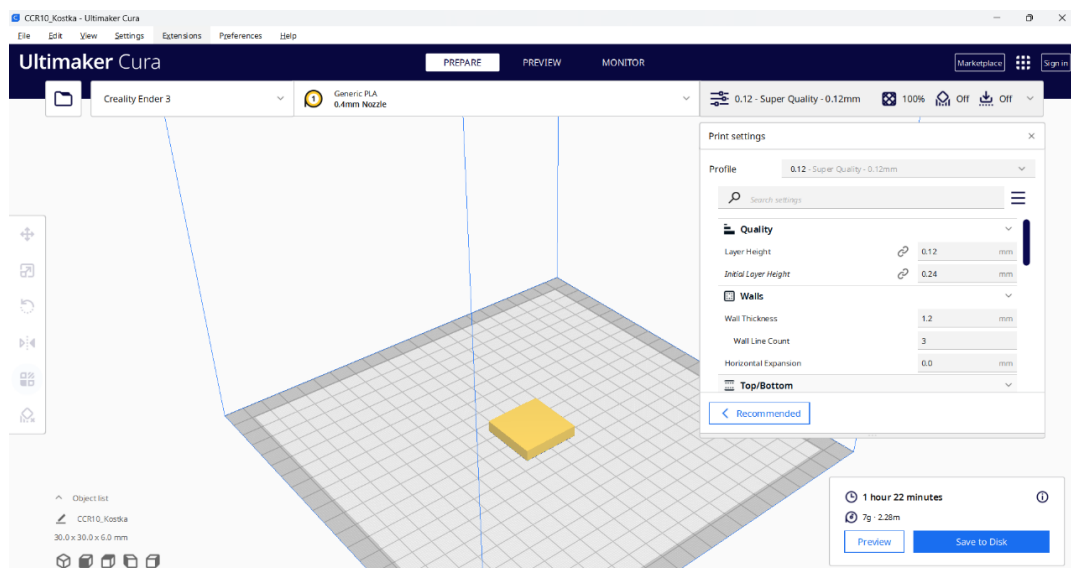 CCR10_Kostka - Ultimaker Cura
File Edit View Settings Extensions Preferences Help
Ultimaker Cura
PREPARE PREVIEW MONITOR
Marketplace
Sign in
Creality Ender 3
1
Generic PLA
0.4mm Nozzle
0.12 - Super Quality - 0.12mm 100% Off Off
Print settings
Profile 0.12 - Super Quality - 0.12mm
Search settings
Quality
Layer Height 0.12 mm
Initial Layer Height 0.24 mm
Walls
Wall Thickness 1.2 mm
Wall Line Count 3
Horizontal Expansion 0.0 mm
Top/Bottom
Recommended
Object list
CCR10_Kostka
30.0 x 30.0 x 6.0 mm
1 hour 22 minutes
7g · 2.28m
Preview Save to Disk